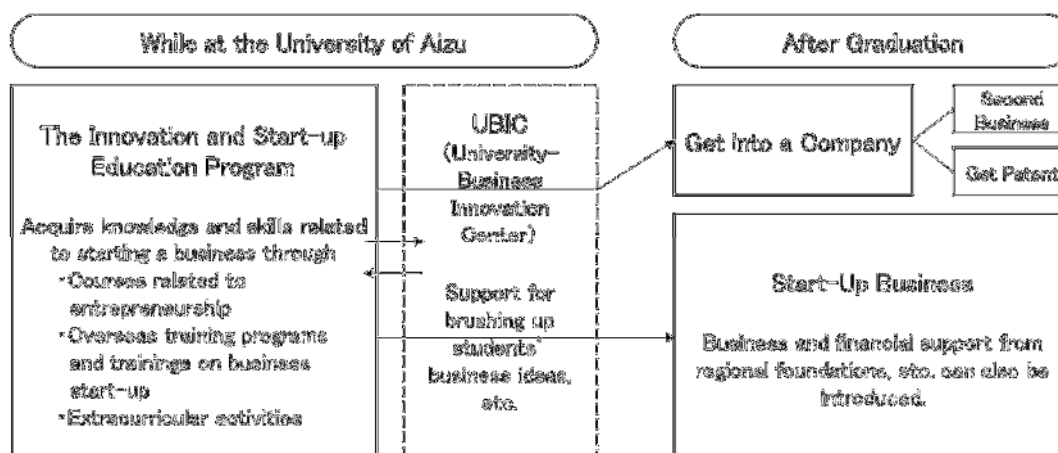 While at the University of Aizu
After Graduation
The Innovation and Start-up
Education Program
Acquire knowledge and skills related
to starting a business through
・Courses related to
entrepreneurship
・Overseas training programs
and trainings on business
start-up
・Extracurricular activities
UBIC
(University-
Business
Innovation
Center)
Support for
brushing up
students'
business ideas,
etc.
Get into a Company
Second
Business
Get Patent
Start-Up Business
Business and financial support from
regional foundations, etc. can also be
introduced.